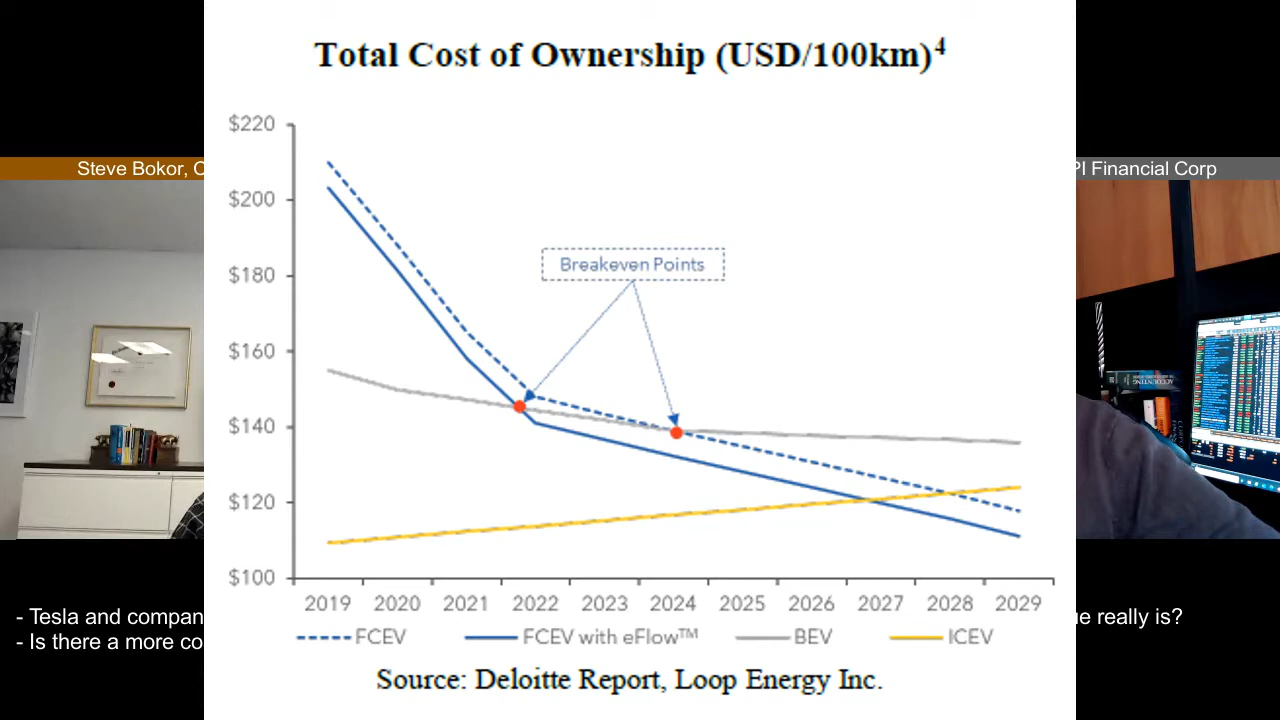 Total Cost of Ownership (USD/100km)⁴
$220
$200
$180
$160
$140
$120
$100
Breakeven Points
2019 2020 2021 2022 2023 2024 2025 2026 2027 2028 2029
FCEV FCEV with eFlow™ BEV ICEV
Source: Deloitte Report, Loop Energy Inc.
Steve Bokor, C
PI Financial Corp
ACCOUNTING
- Tesla and compan
ue really is?
- Is there a more co